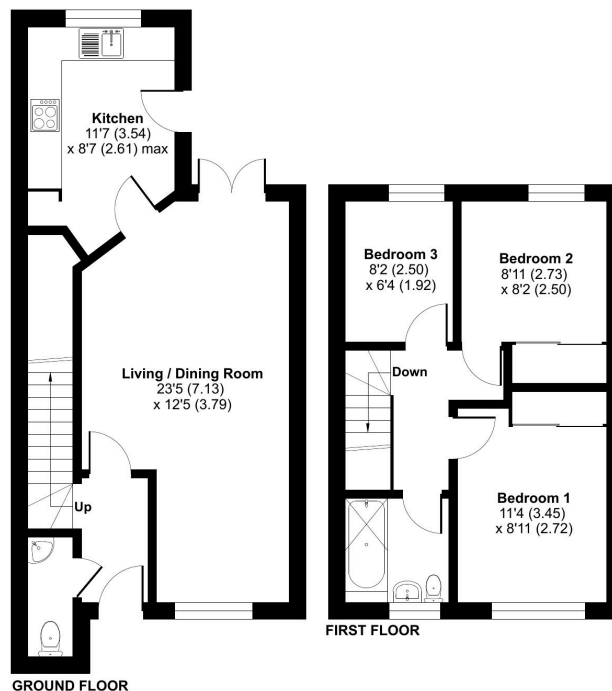 Kitchen
11'7 (3.54)
x 8'7 (2.61) max
Living / Dining Room
23'5 (7.13)
x 12'5 (3.79)
Up
GROUND FLOOR
Bedroom 3
8'2 (2.50)
x 6'4 (1.92)
Bedroom 2
8'11 (2.73)
x 8'2 (2.50)
Down
Bedroom 1
11'4 (3.45)
x 8'11 (2.72)
FIRST FLOOR